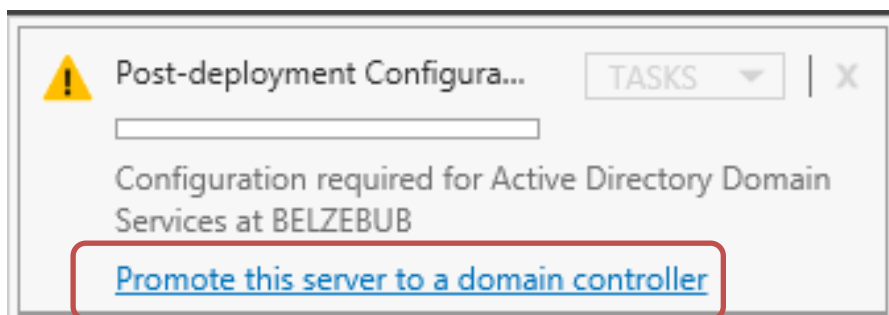 Post-deployment Configura...
TASKS
X
Configuration required for Active Directory Domain
Services at BELZEBUB
Promote this server to a domain controller